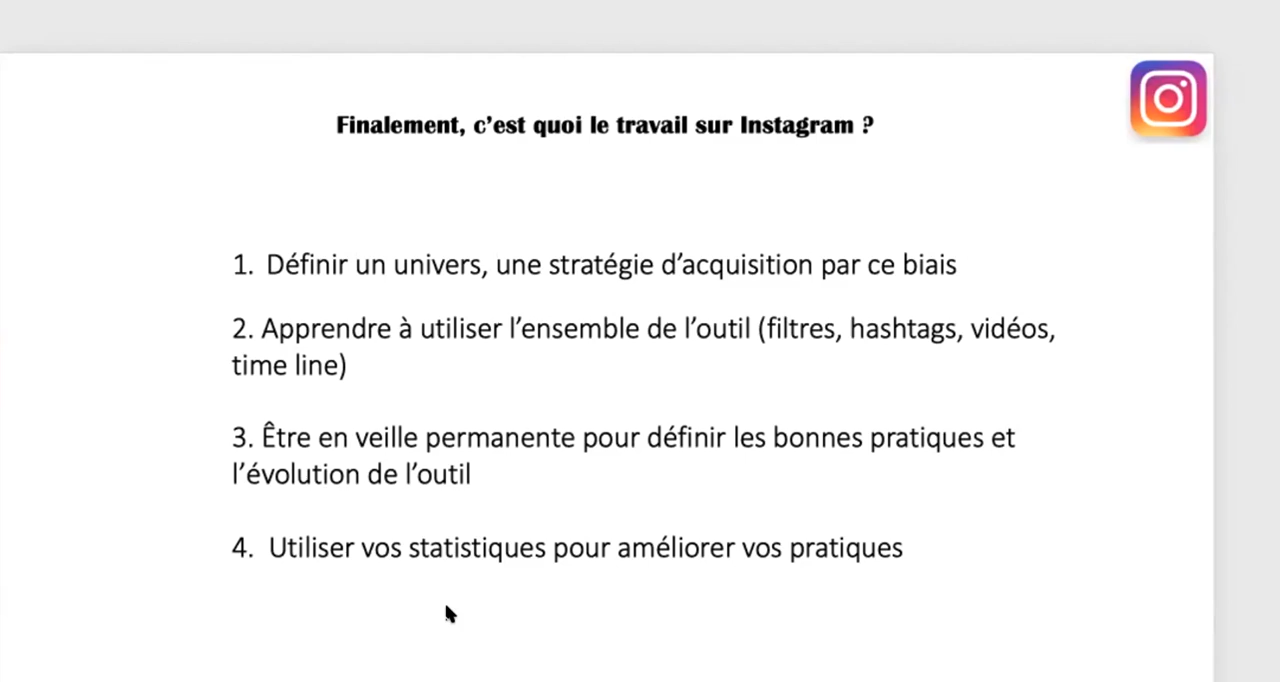 Finalement, c’est quoi le travail sur Instagram ?
1. Définir un univers, une stratégie d’acquisition par ce biais
2. Apprendre à utiliser l’ensemble de l’outil (filtres, hashtags, vidéos,
time line)
3. Être en veille permanente pour définir les bonnes pratiques et
l’évolution de l’outil
4. Utiliser vos statistiques pour améliorer vos pratiques